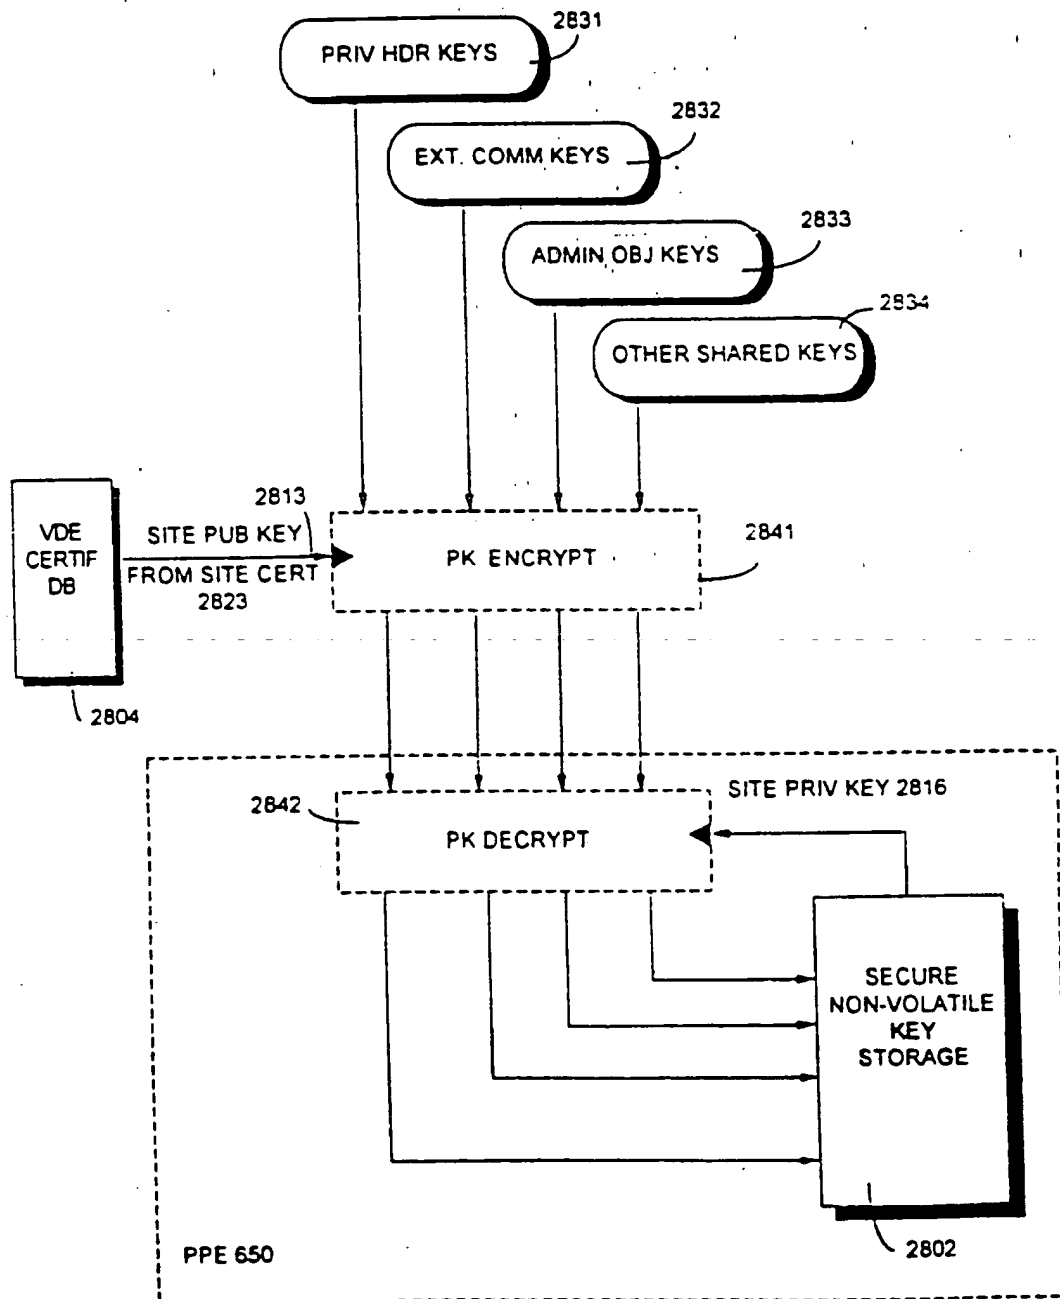 2831
PRIV HDR KEYS
2832
EXT. COMM KEYS
2833
ADMIN OBJ KEYS
2834
OTHER SHARED KEYS
2813
VDE
CERTIF
DB
SITE PUB KEY
FROM SITE CERT
2823
PK ENCRYPT
2841
2804
2842
SITE PRIV KEY 2816
PK DECRYPT
SECURE
NON-VOLATILE
KEY
STORAGE
2802
PPE 650